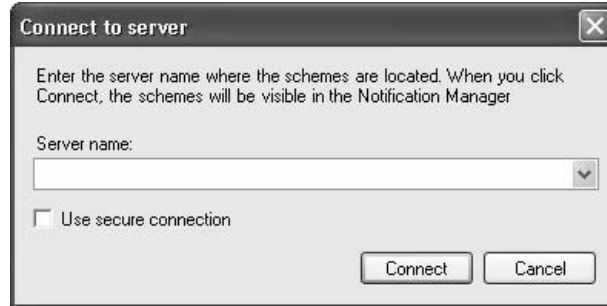 Connect to server
Enter the server name where the schemes are located. When you click
Connect, the schemes will be visible in the Notification Manager
Server name:
Use secure connection
Connect
Cancel